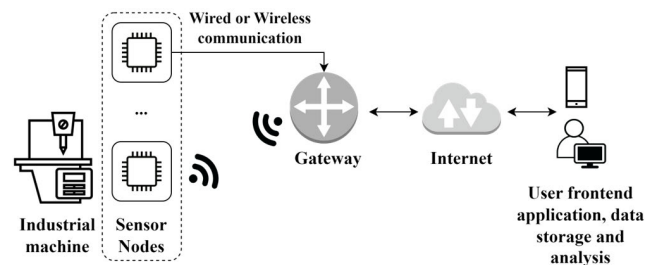 Wired or Wireless
communication
...
Industrial
machine
Sensor
Nodes
Gateway
Internet
User frontend
application, data
storage and
analysis